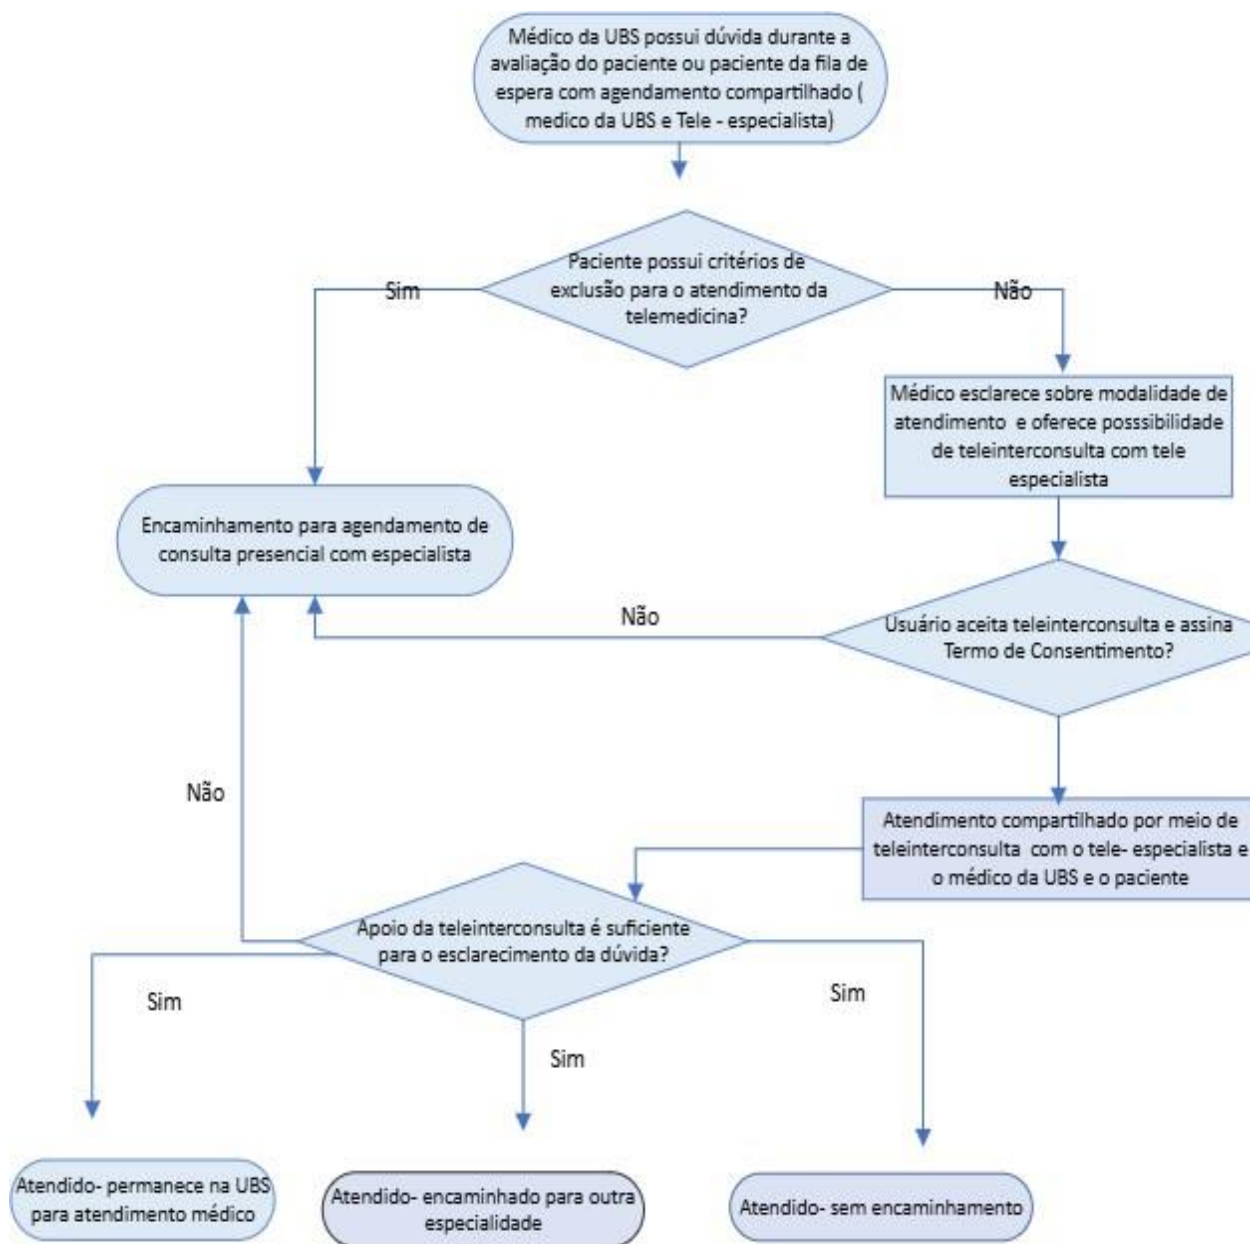 Médico da UBS possui dúvida durante a
avaliação do paciente ou paciente da fila de
espera com agendamento compartilhado (
medico da UBS e Tele - especialista)
Paciente possui critérios de
exclusão para o atendimento da
telemedicina?
Sim
Não
Médico esclarece sobre modalidade de
atendimento e oferece posssibilidade
de teleinterconsulta com tele
especialista
Encaminhamento para agendamento de
consulta presencial com especialista
Não
Usuário aceita teleinterconsulta e assina
Termo de Consentimento?
Não
Atendimento compartilhado por meio de
teleinterconsulta com o tele- especialista e
o médico da UBS e o paciente
Apoio da teleinterconsulta é suficiente
para o esclarecimento da dúvida?
Sim
Sim
Sim
Atendido- permanece na UBS
para atendimento médico
Atendido- encaminhado para outra
especialidade
Atendido- sem encaminhamento